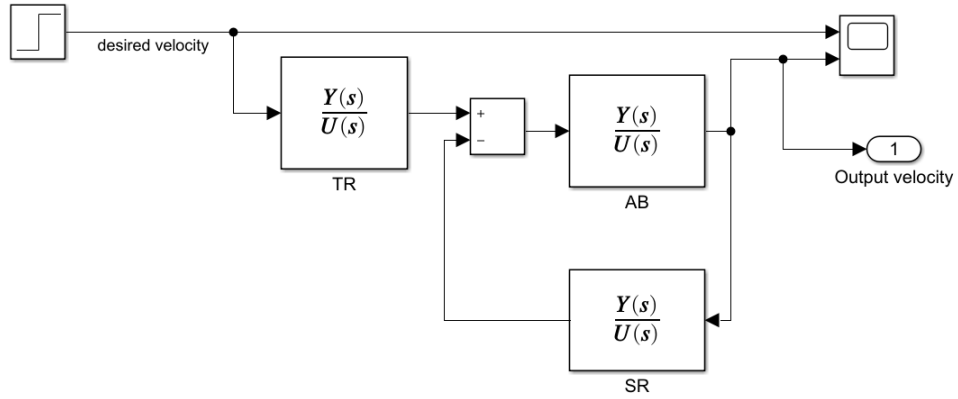 desired velocity
Y(s)
U(s)
TR
+
−
Y(s)
U(s)
AB
1
Output velocity
Y(s)
U(s)
SR